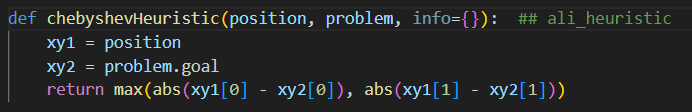 def chebyshevHeuristic(position, problem, info={}):  ## ali_heuristic
    xy1 = position
    xy2 = problem.goal
    return max(abs(xy1[0] - xy2[0]), abs(xy1[1] - xy2[1]))